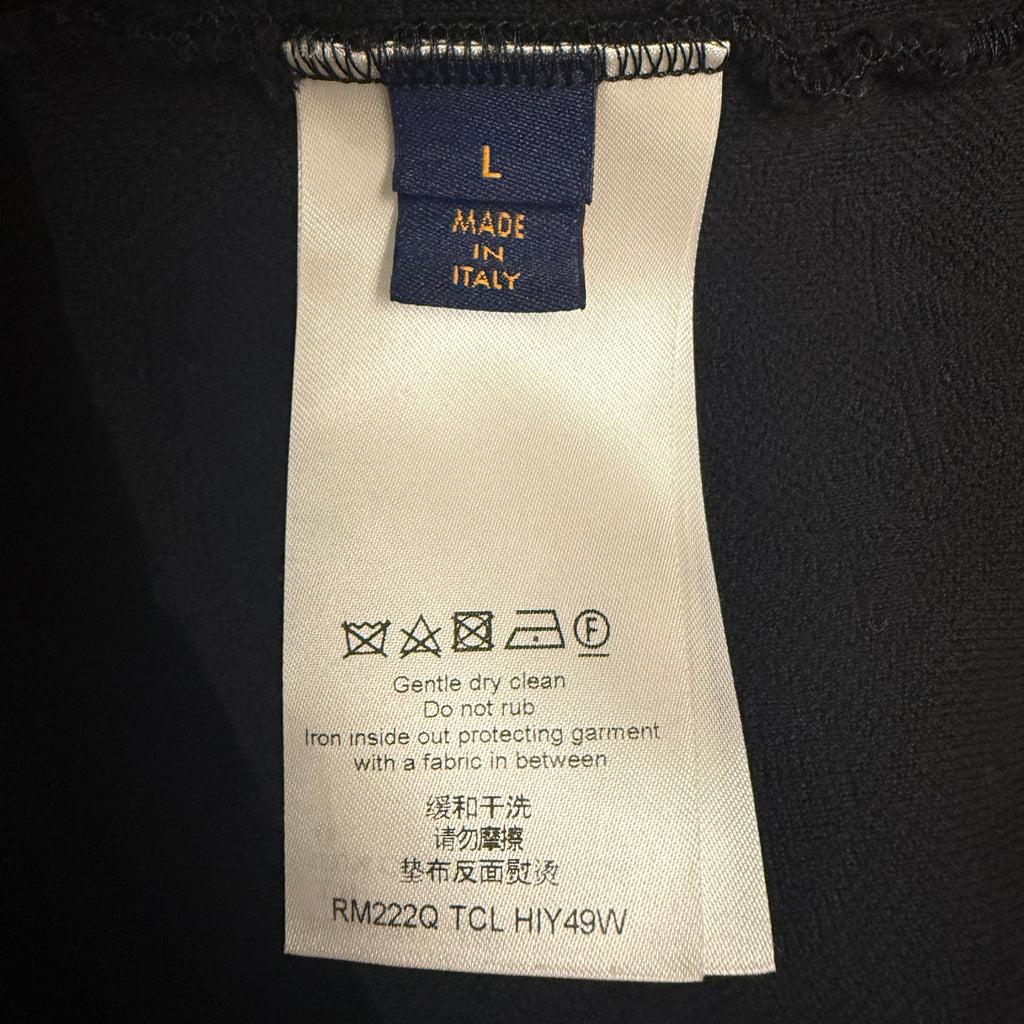 L
MADE
IN
ITALY
F
Gentle dry clean
Do not rub
Iron inside out protecting garment
with a fabric in between
缓和干洗
请勿摩擦
垫布反面熨烫
RM222Q TCL HIY49W